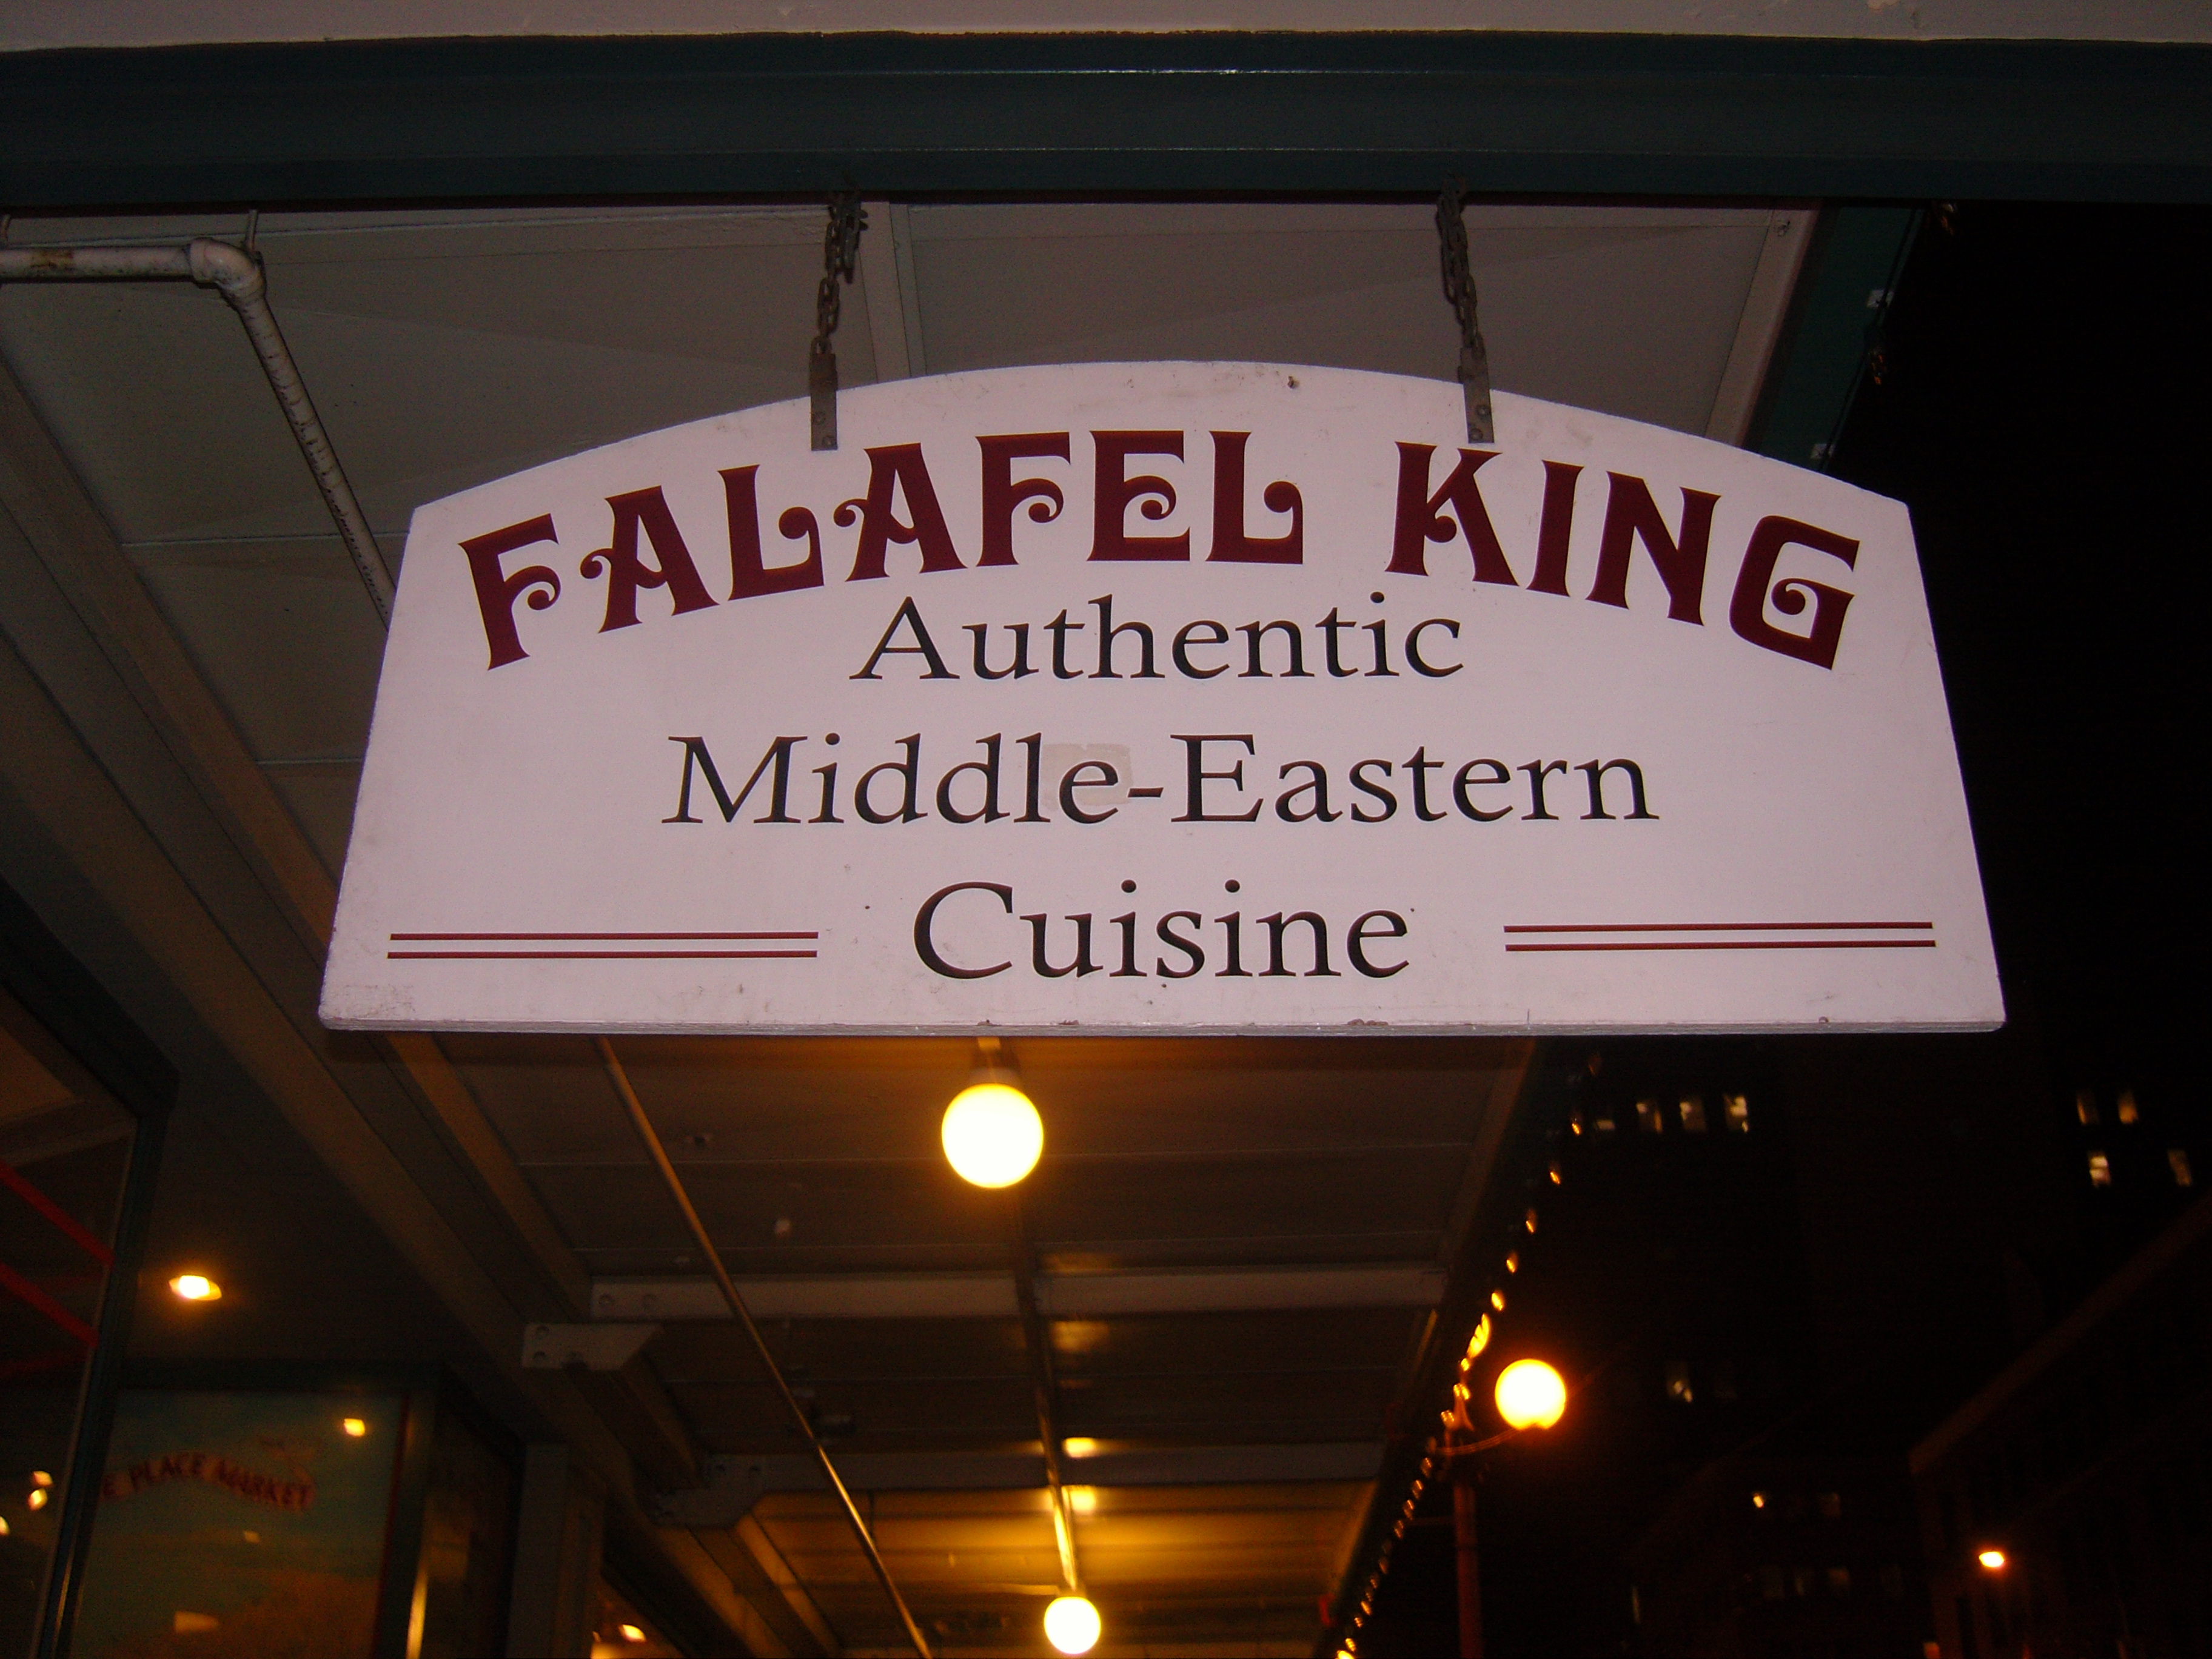 FALAFEL KING
Authentic
Middle-Eastern
Cuisine
PLACE MARKET